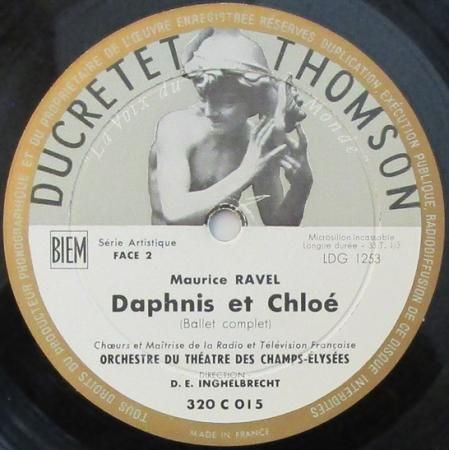 TOUS DROITS DU PRODUCTEUR PHONOGRAPHIQUE ET DU PROPRIÉTAIRE DE L'ŒUVRE ENREGISTRÉE RÉSERVÉS. DUPLICATION, EXÉCUTION PUBLIQUE, RADIODIFFUSION DE CE DISQUE INTERDITES
DUCRETET THOMSON
"La Voix du Monde"
BIEM
Série Artistique
FACE 2
Microsillon incassable
Longue durée - 33 T. 1/3
LDG 1253
Maurice RAVEL
Daphnis et Chloé
(Ballet complet)
Chœurs et Maîtrise de la Radio et Télévision Française
ORCHESTRE DU THÉATRE DES CHAMPS-ÉLYSÉES
DIRECTION
D. E. INGHELBRECHT
320 C 015
MADE IN FRANCE